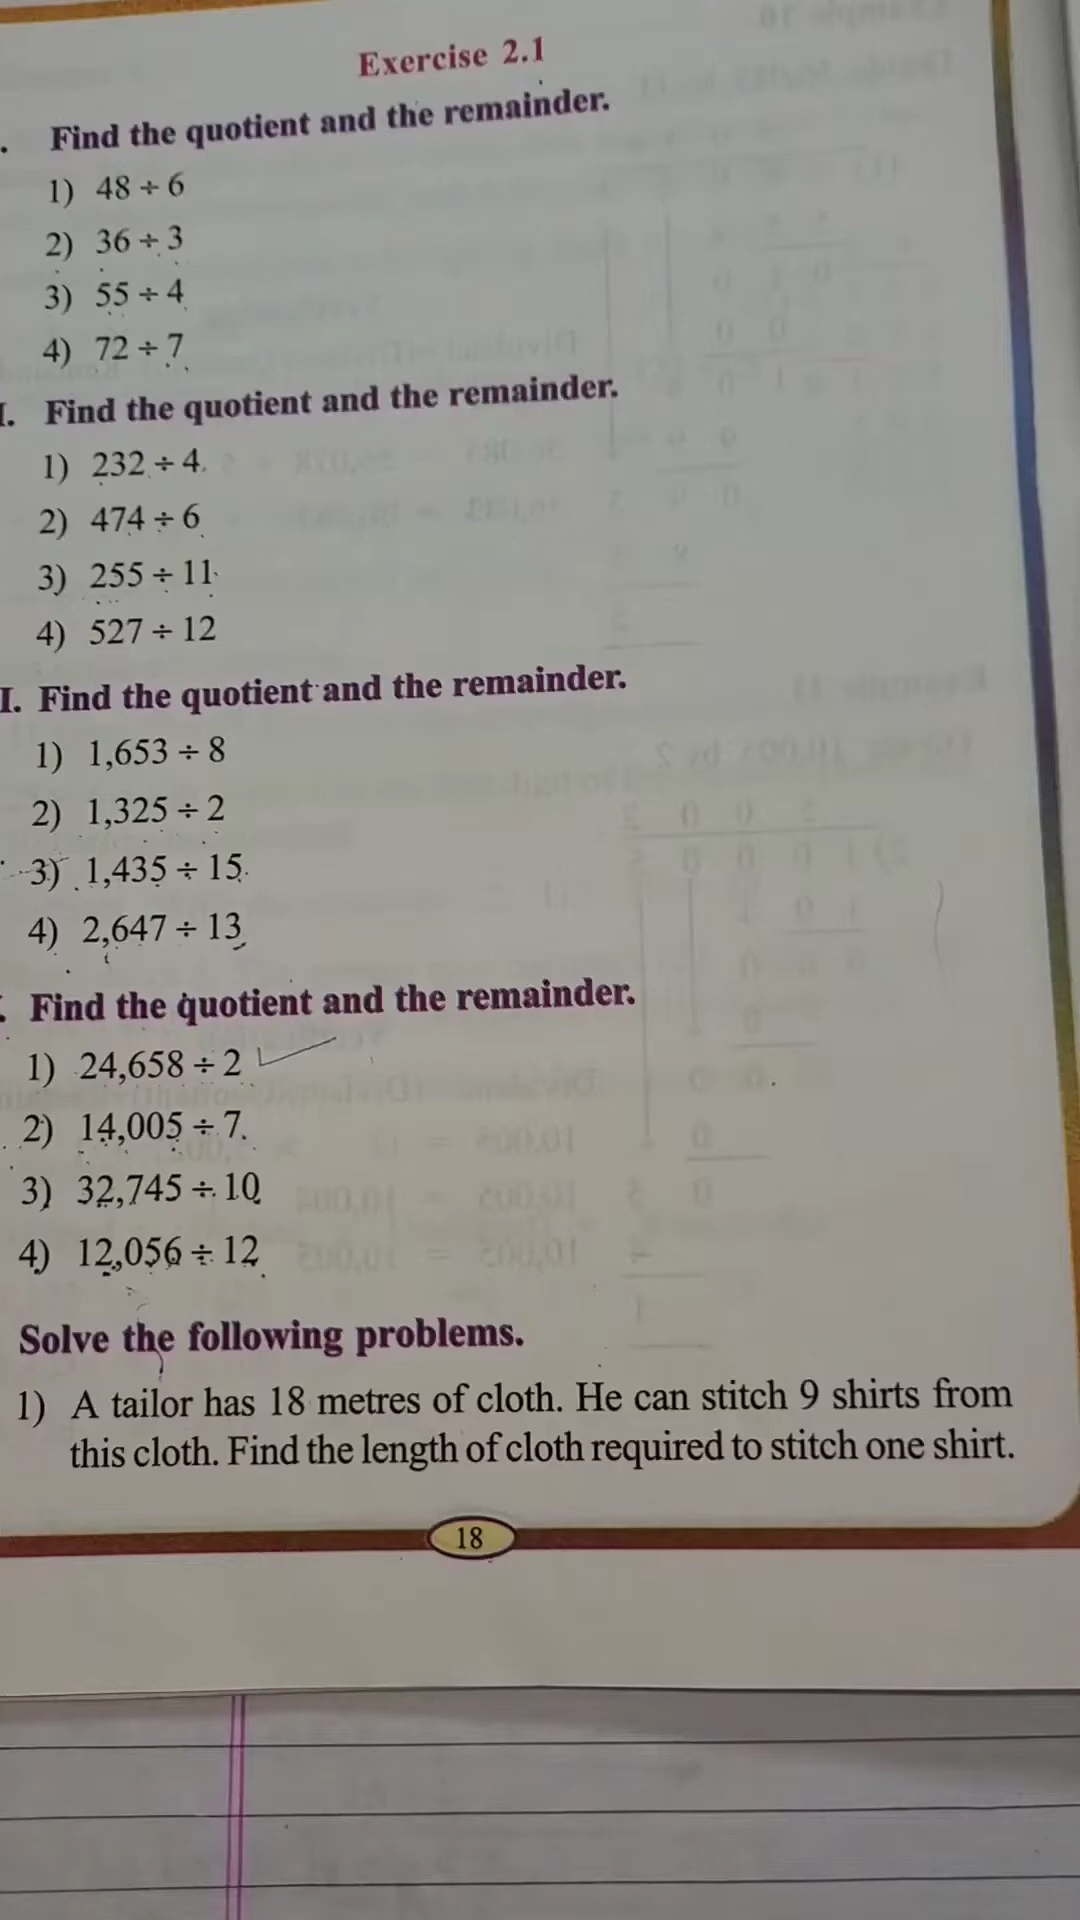 Exercise 2.1
. Find the quotient and the remainder.
1) 48 ÷ 6
2) 36 ÷ 3
3) 55 ÷ 4
4) 72 ÷ 7
I. Find the quotient and the remainder.
1) 232 ÷ 4
2) 474 ÷ 6
3) 255 ÷ 11
4) 527 ÷ 12
I. Find the quotient and the remainder.
1) 1,653 ÷ 8
2) 1,325 ÷ 2
3) 1,435 ÷ 15
4) 2,647 ÷ 13
Find the quotient and the remainder.
1) 24,658 ÷ 2
2) 14,005 ÷ 7
3) 32,745 ÷ 10
4) 12,056 ÷ 12
Solve the following problems.
1) A tailor has 18 metres of cloth. He can stitch 9 shirts from
this cloth. Find the length of cloth required to stitch one shirt.
18